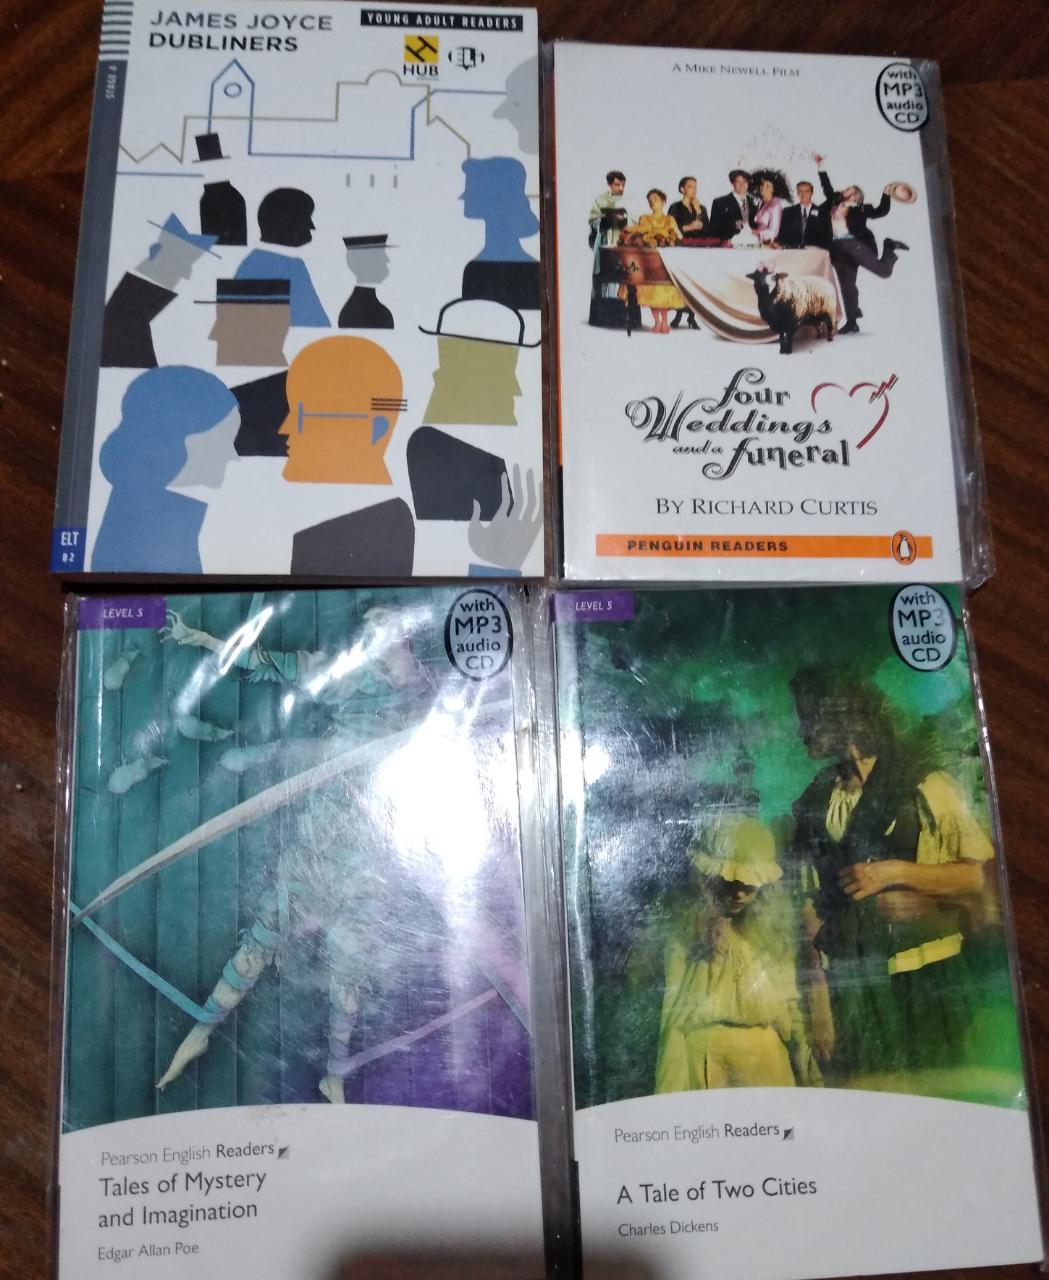 JAMES JOYCE
DUBLINERS
YOUNG ADULT READERS
HUB
ELI
STAGE 4
ELT
B2
A MIKE NEWELL FILM
with
MP3
audio
CD
four
Weddings
and a
funeral
BY RICHARD CURTIS
PENGUIN READERS
LEVEL 5
with
MP3
audio
CD
Pearson English Readers
Tales of Mystery
and Imagination
Edgar Allan Poe
LEVEL 5
with
MP3
audio
CD
Pearson English Readers
A Tale of Two Cities
Charles Dickens